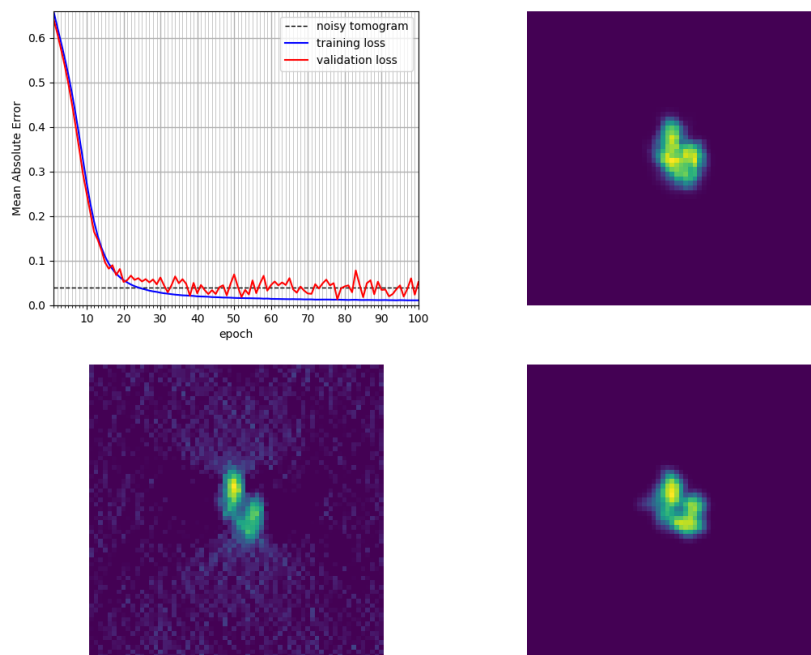 noisy tomogram
training loss
validation loss
Mean Absolute Error
0.6
0.5
0.4
0.3
0.2
0.1
0.0
10 20 30 40 50 60 70 80 90 100
epoch